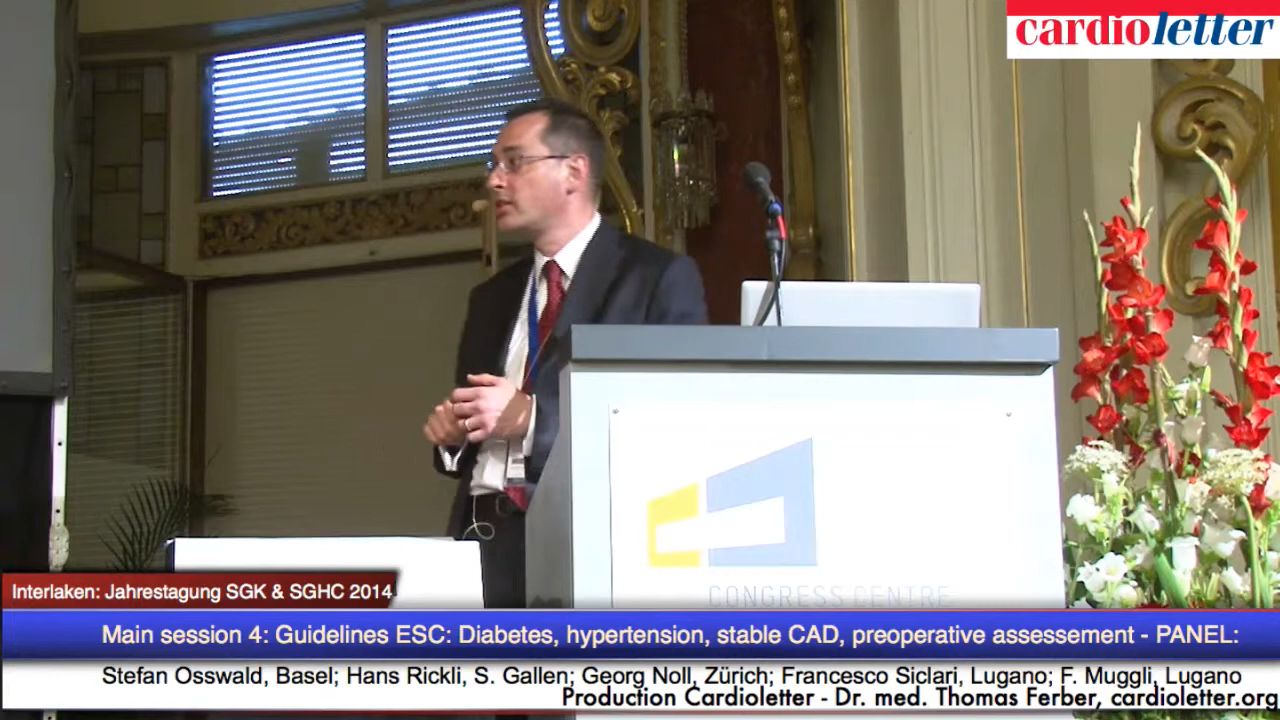 cardioletter
CONGRESS CENTRE
Interlaken: Jahrestagung SGK & SGHC 2014
Main session 4: Guidelines ESC: Diabetes, hypertension, stable CAD, preoperative assessement - PANEL:
Stefan Osswald, Basel; Hans Rickli, S. Gallen; Georg Noll, Zürich; Francesco Siclari, Lugano; F. Muggli, Lugano
Production Cardioletter - Dr. med. Thomas Ferber, cardioletter.org